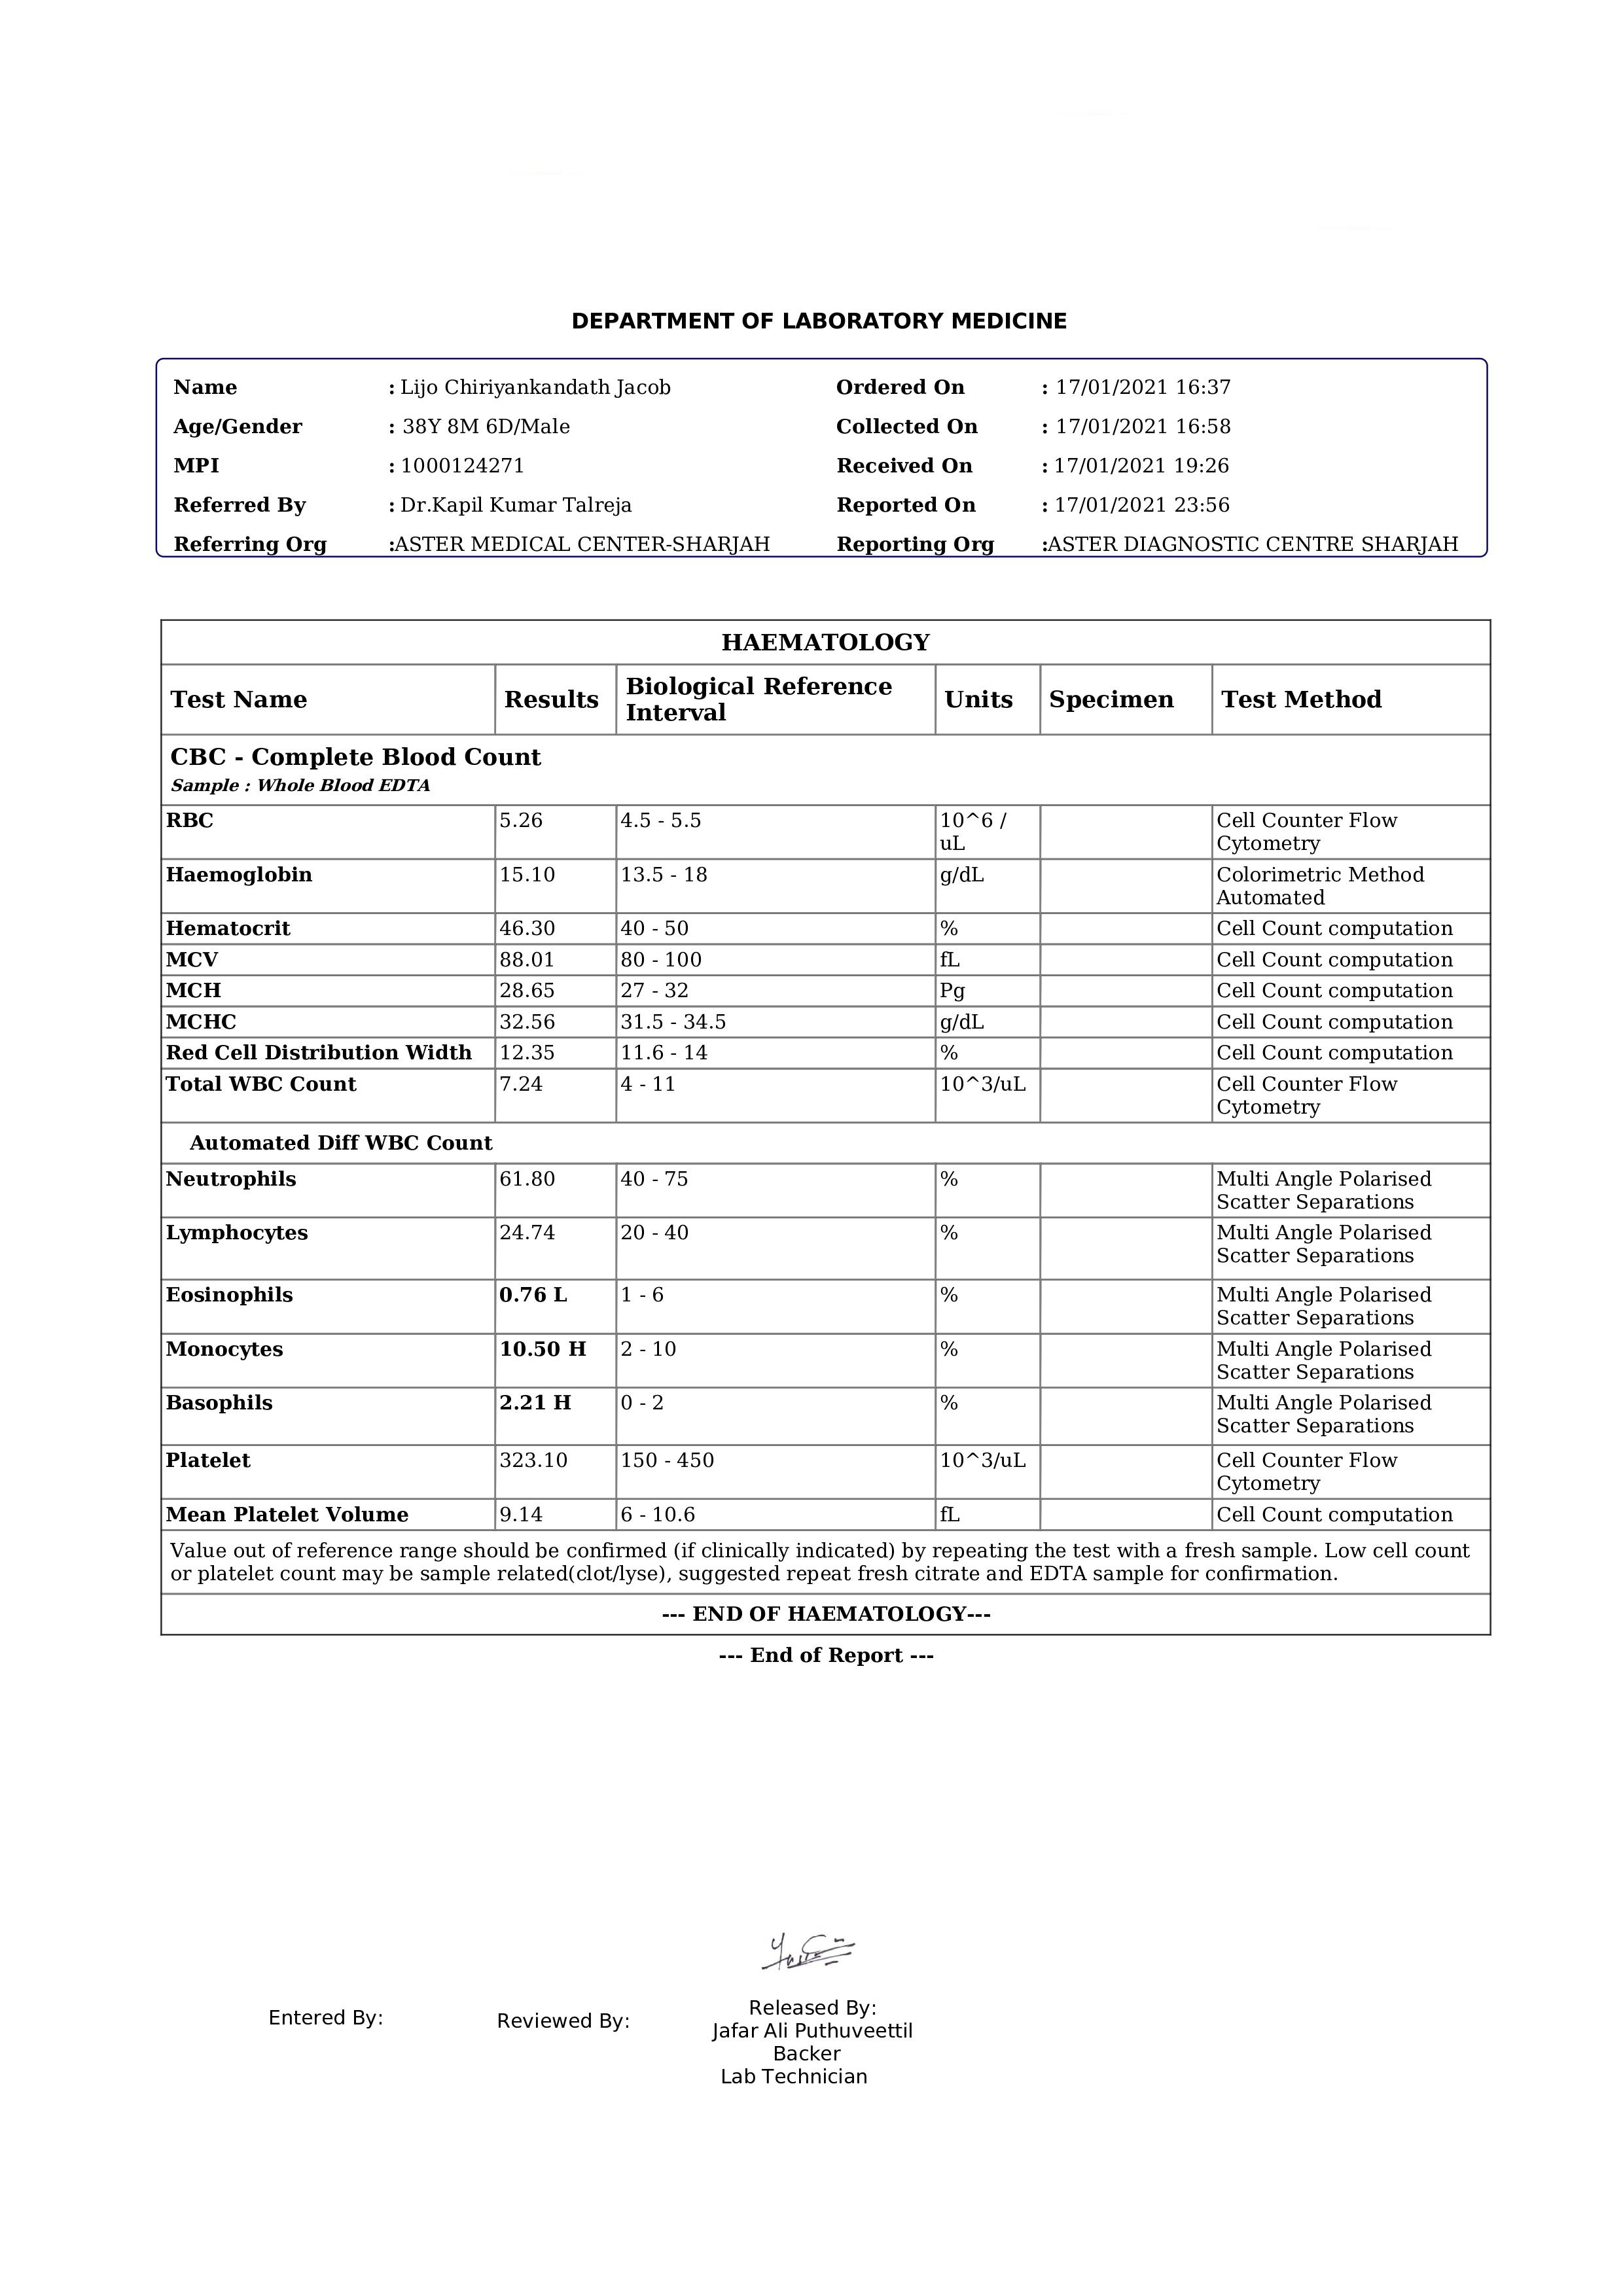 DEPARTMENT OF LABORATORY MEDICINE
Name : Lijo Chiriyankandath Jacob Ordered On : 17/01/2021 16:37
Age/Gender : 38Y 8M 6D/Male Collected On : 17/01/2021 16:58
MPI : 1000124271 Received On : 17/01/2021 19:26
Referred By : Dr.Kapil Kumar Talreja Reported On : 17/01/2021 23:56
Referring Org :ASTER MEDICAL CENTER-SHARJAH Reporting Org :ASTER DIAGNOSTIC CENTRE SHARJAH
HAEMATOLOGY
Test Name Results Biological Reference Interval Units Specimen Test Method
CBC - Complete Blood Count
Sample : Whole Blood EDTA
RBC 5.26 4.5 - 5.5 10^6 / uL Cell Counter Flow Cytometry
Haemoglobin 15.10 13.5 - 18 g/dL Colorimetric Method Automated
Hematocrit 46.30 40 - 50 % Cell Count computation
MCV 88.01 80 - 100 fL Cell Count computation
MCH 28.65 27 - 32 Pg Cell Count computation
MCHC 32.56 31.5 - 34.5 g/dL Cell Count computation
Red Cell Distribution Width 12.35 11.6 - 14 % Cell Count computation
Total WBC Count 7.24 4 - 11 10^3/uL Cell Counter Flow Cytometry
Automated Diff WBC Count
Neutrophils 61.80 40 - 75 % Multi Angle Polarised Scatter Separations
Lymphocytes 24.74 20 - 40 % Multi Angle Polarised Scatter Separations
Eosinophils 0.76 L 1 - 6 % Multi Angle Polarised Scatter Separations
Monocytes 10.50 H 2 - 10 % Multi Angle Polarised Scatter Separations
Basophils 2.21 H 0 - 2 % Multi Angle Polarised Scatter Separations
Platelet 323.10 150 - 450 10^3/uL Cell Counter Flow Cytometry
Mean Platelet Volume 9.14 6 - 10.6 fL Cell Count computation
Value out of reference range should be confirmed (if clinically indicated) by repeating the test with a fresh sample. Low cell count
or platelet count may be sample related(clot/lyse), suggested repeat fresh citrate and EDTA sample for confirmation.
--- END OF HAEMATOLOGY---
--- End of Report ---
Entered By:
Reviewed By:
Released By:
Jafar Ali Puthuveettil
Backer
Lab Technician